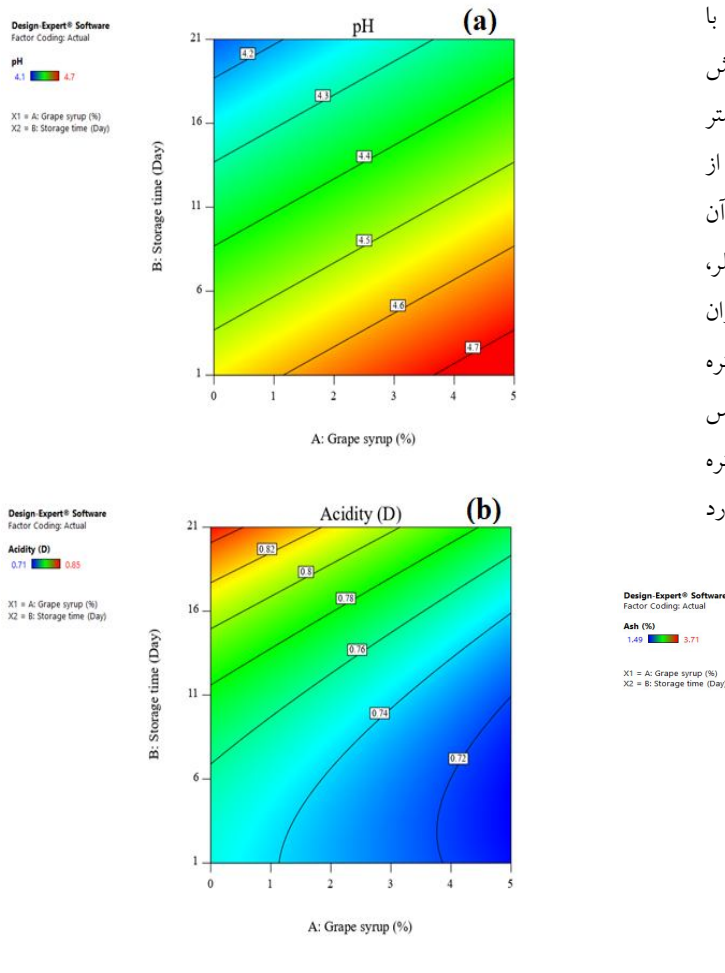 Design-Expert® Software
Factor Coding: Actual
pH
4.1 4.7
X1 = A: Grape syrup (%)
X2 = B: Storage time (Day)
pH
(a)
4.2
4.3
4.4
4.5
4.6
4.7
21
16
11
6
1
B: Storage time (Day)
0 1 2 3 4 5
A: Grape syrup (%)
Design-Expert® Software
Factor Coding: Actual
Acidity (D)
0.71 0.85
X1 = A: Grape syrup (%)
X2 = B: Storage time (Day)
Acidity (D)
(b)
0.82
0.8
0.78
0.76
0.74
0.72
21
16
11
6
1
B: Storage time (Day)
0 1 2 3 4 5
A: Grape syrup (%)
با
از
آن
Design-Expert® Software
Factor Coding: Actual
Ash (%)
1.49 3.71
X1 = A: Grape syrup (%)
X2 = B: Storage time (Day